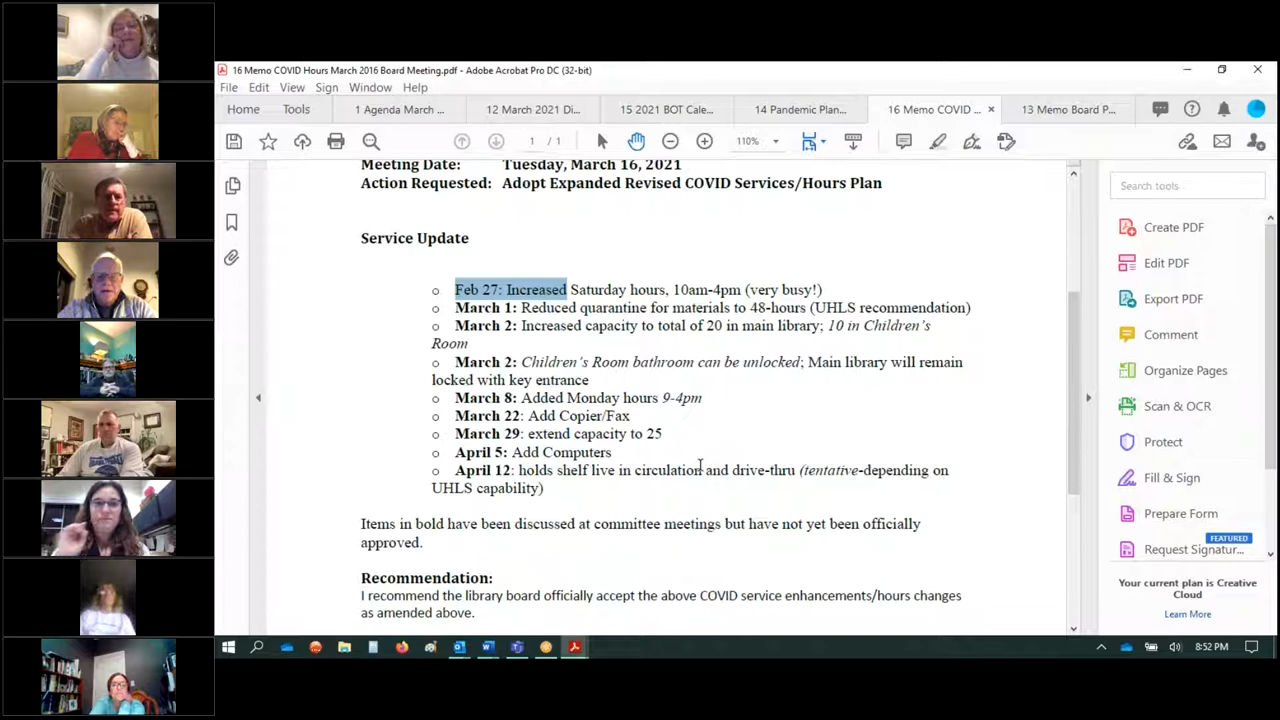 16 Memo COVID Hours March 2016 Board Meeting.pdf - Adobe Acrobat Pro DC (32-bit)
File Edit View Sign Window Help
Home Tools 1 Agenda March ... 12 March 2021 Di... 15 2021 BOT Cale... 14 Pandemic Plan... 16 Memo COVID ... × 13 Memo Board P...
1 / 1 110%
Meeting Date: Tuesday, March 16, 2021
Action Requested: Adopt Expanded Revised COVID Services/Hours Plan
Service Update
o Feb 27: Increased Saturday hours, 10am-4pm (very busy!)
o March 1: Reduced quarantine for materials to 48-hours (UHLS recommendation)
o March 2: Increased capacity to total of 20 in main library; 10 in Children's
Room
o March 2: Children's Room bathroom can be unlocked; Main library will remain
locked with key entrance
o March 8: Added Monday hours 9-4pm
o March 22: Add Copier/Fax
o March 29: extend capacity to 25
o April 5: Add Computers
o April 12: holds shelf live in circulation and drive-thru (tentative-depending on
UHLS capability)
Items in bold have been discussed at committee meetings but have not yet been officially
approved.
Recommendation:
I recommend the library board officially accept the above COVID service enhancements/hours changes
as amended above.
Search tools
Create PDF
Edit PDF
Export PDF
Comment
Organize Pages
Scan & OCR
Protect
Fill & Sign
Prepare Form
FEATURED
Request Signatur...
Your current plan is Creative
Cloud
Learn More
8:52 PM